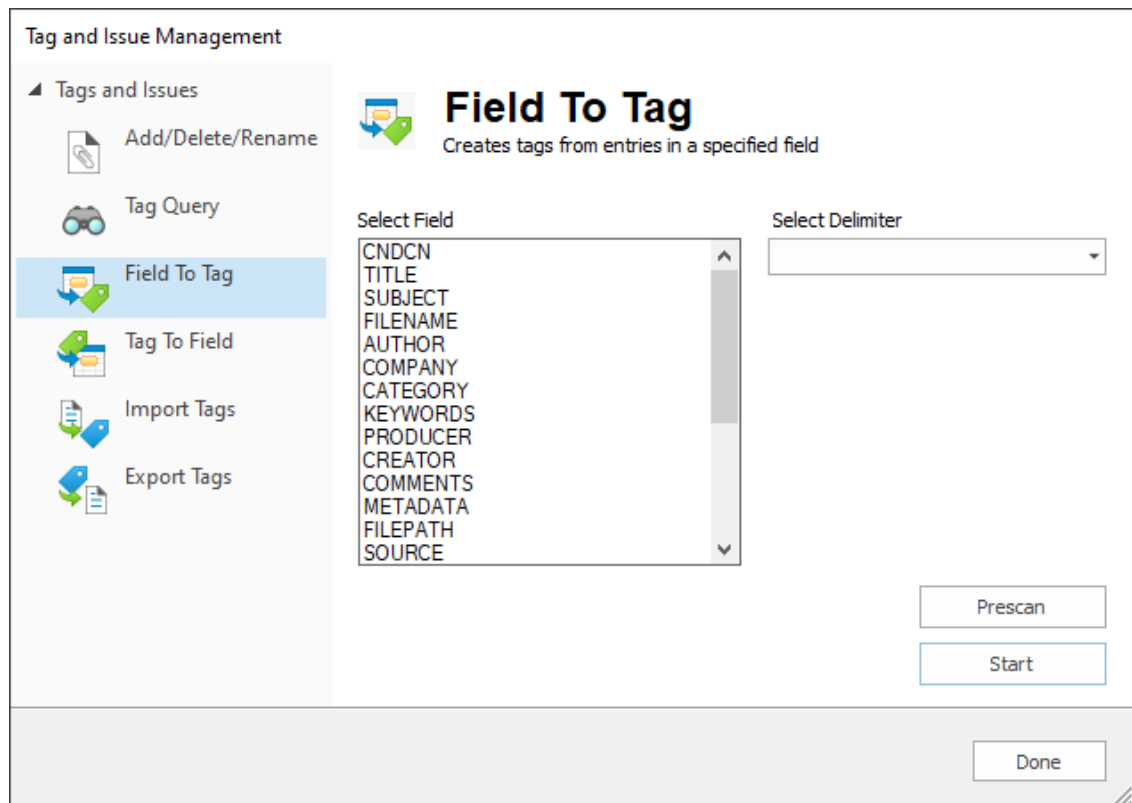 Tag and Issue Management
Tags and Issues
Add/Delete/Rename
Tag Query
Field To Tag
Tag To Field
Import Tags
Export Tags
Field To Tag
Creates tags from entries in a specified field
Select Field
CNDCN
TITLE
SUBJECT
FILENAME
AUTHOR
COMPANY
CATEGORY
KEYWORDS
PRODUCER
CREATOR
COMMENTS
METADATA
FILEPATH
SOURCE
Select Delimiter
Prescan
Start
Done